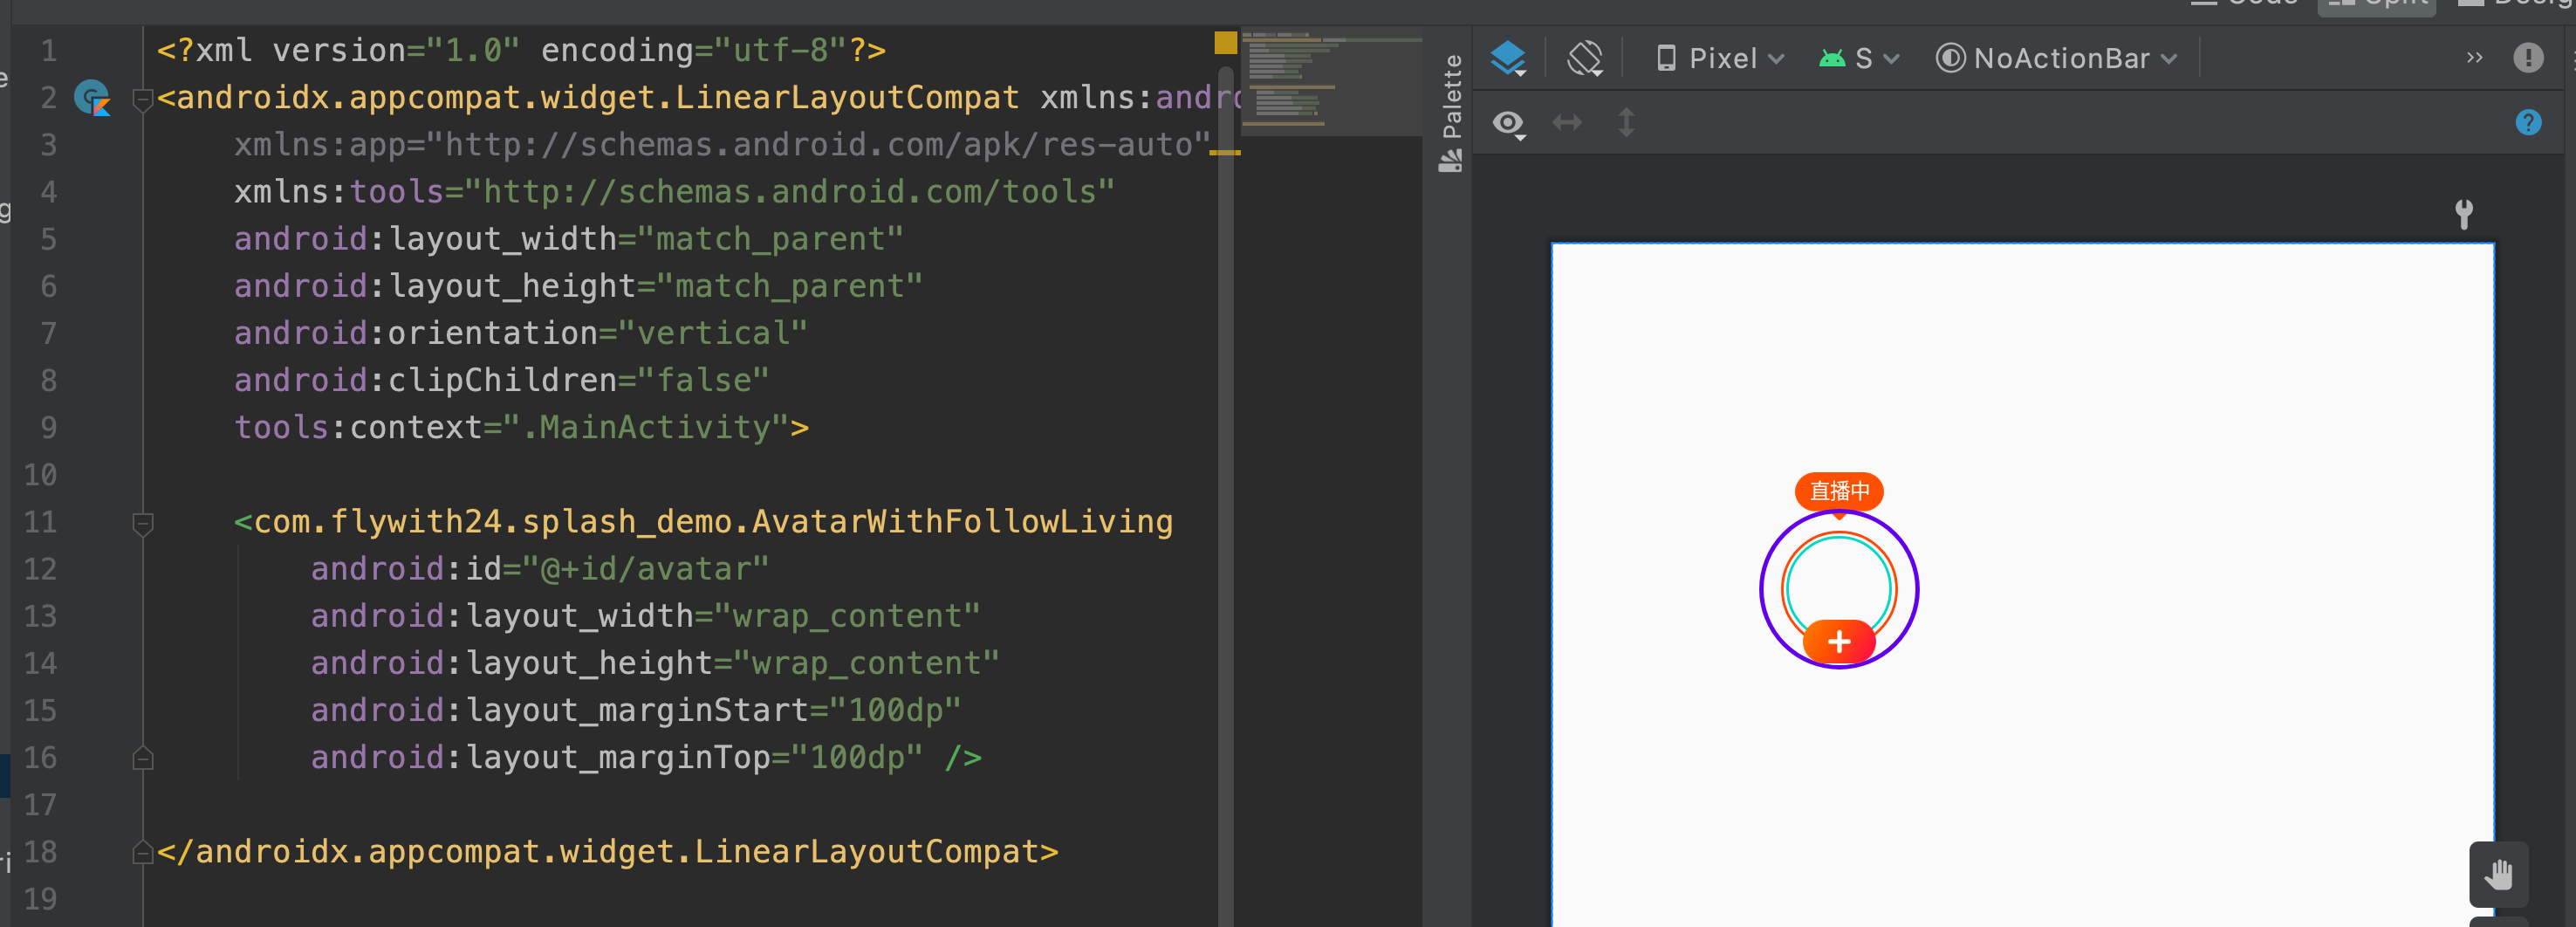 Split
1 <?xml version="1.0" encoding="utf-8"?>
2 <androidx.appcompat.widget.LinearLayoutCompat xmlns:andro
3 xmlns:app="http://schemas.android.com/apk/res-auto"
4 xmlns:tools="http://schemas.android.com/tools"
5 android:layout_width="match_parent"
6 android:layout_height="match_parent"
7 android:orientation="vertical"
8 android:clipChildren="false"
9 tools:context=".MainActivity">
10
11 <com.flywith24.splash_demo.AvatarWithFollowLiving
12 android:id="@+id/avatar"
13 android:layout_width="wrap_content"
14 android:layout_height="wrap_content"
15 android:layout_marginStart="100dp"
16 android:layout_marginTop="100dp" />
17
18 </androidx.appcompat.widget.LinearLayoutCompat>
19
Palette
Pixel S NoActionBar
直播中